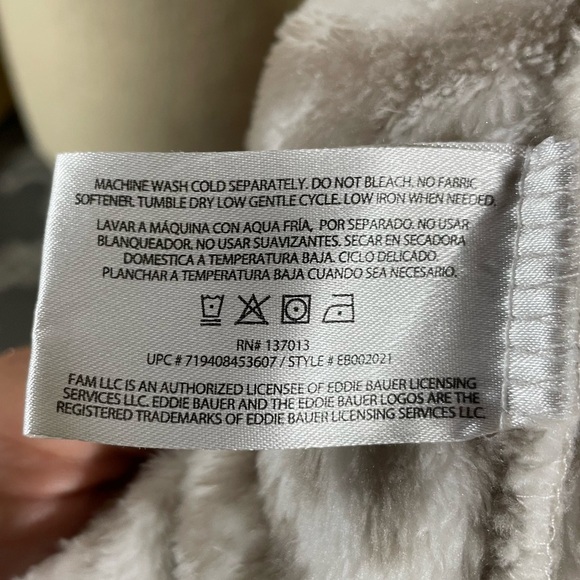 MACHINE WASH COLD SEPARATELY. DO NOT BLEACH. NO FABRIC
SOFTENER. TUMBLE DRY LOW GENTLE CYCLE. LOW IRON WHEN NEEDED.
LAVAR A MÁQUINA CON AQUA FRÍA, POR SEPARADO. NO USAR
BLANQUEADOR. NO USAR SUAVIZANTES. SECAR EN SECADORA
DOMESTICA A TEMPERATURA BAJA. CICLO DELICADO.
PLANCHAR A TEMPERATURA BAJA CUANDO SEA NECESARIO.
RN# 137013
UPC # 719408453607 / STYLE # EB002021
FAM LLC IS AN AUTHORIZED LICENSEE OF EDDIE BAUER LICENSING
SERVICES LLC. EDDIE BAUER AND THE EDDIE BAUER LOGOS ARE THE
REGISTERED TRADEMARKS OF EDDIE BAUER LICENSING SERVICES LLC.